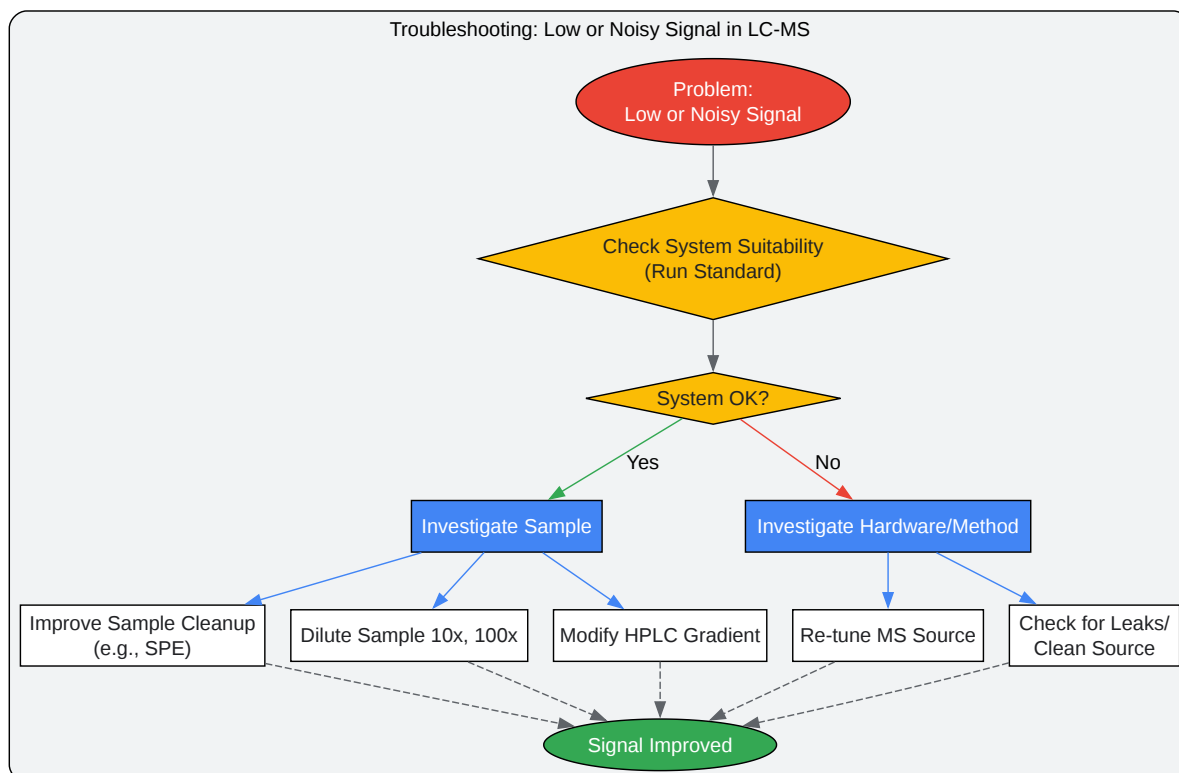 Troubleshooting: Low or Noisy Signal in LC-MS
Problem:
Low or Noisy Signal
Check System Suitability
(Run Standard)
System OK?
Yes
No
Investigate Sample
Investigate Hardware/Method
Improve Sample Cleanup
(e.g., SPE)
Dilute Sample 10x, 100x
Modify HPLC Gradient
Re-tune MS Source
Check for Leaks/
Clean Source
Signal Improved